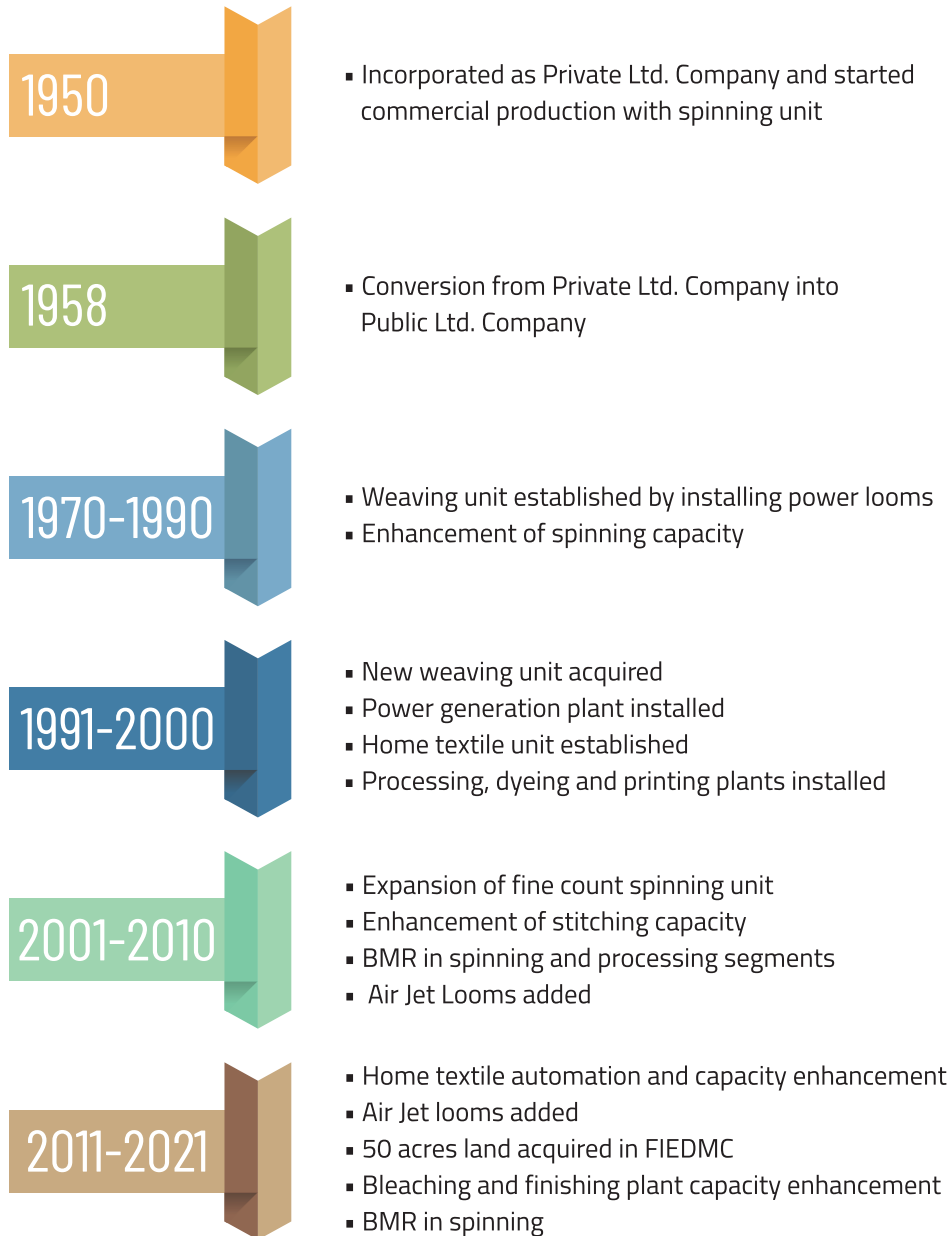 1950
▪ Incorporated as Private Ltd. Company and started
commercial production with spinning unit
1958
▪ Conversion from Private Ltd. Company into
Public Ltd. Company
1970-1990
▪ Weaving unit established by installing power looms
▪ Enhancement of spinning capacity
1991-2000
▪ New weaving unit acquired
▪ Power generation plant installed
▪ Home textile unit established
▪ Processing, dyeing and printing plants installed
2001-2010
▪ Expansion of fine count spinning unit
▪ Enhancement of stitching capacity
▪ BMR in spinning and processing segments
▪ Air Jet Looms added
2011-2021
▪ Home textile automation and capacity enhancement
▪ Air Jet looms added
▪ 50 acres land acquired in FIEDMC
▪ Bleaching and finishing plant capacity enhancement
▪ BMR in spinning